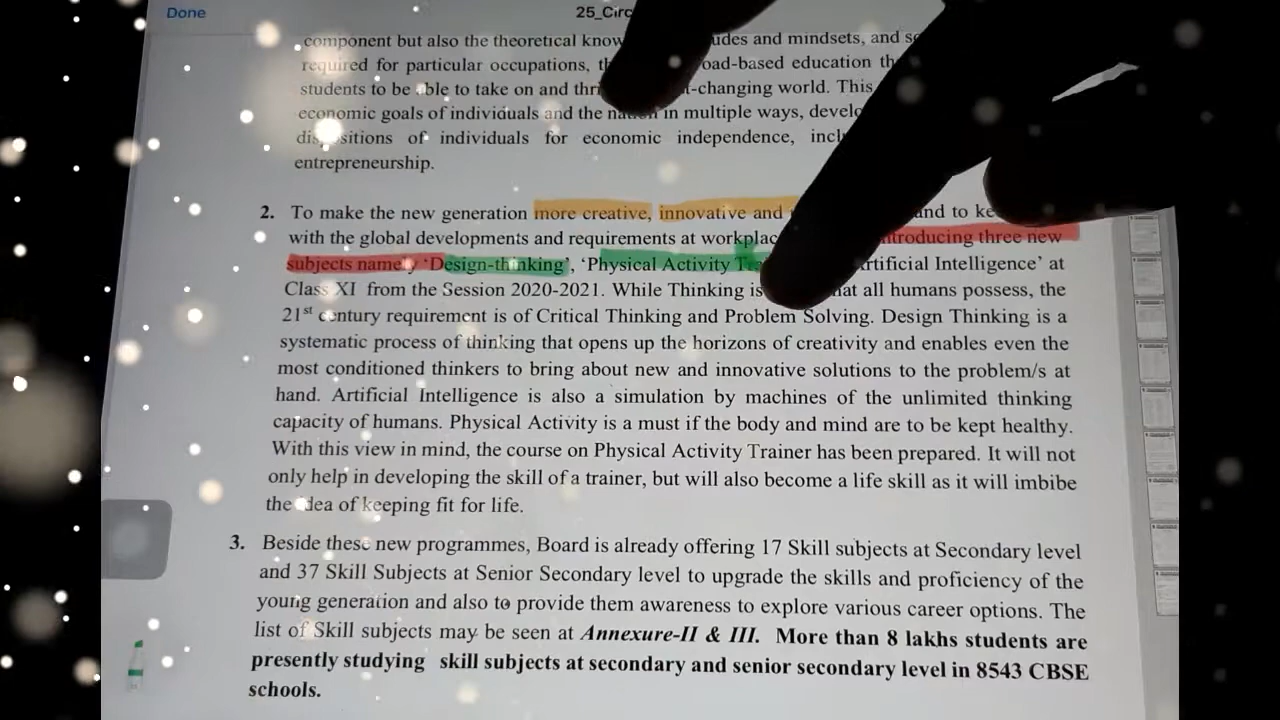 Done
25_Circ
component but also the theoretical know udes and mindsets, and
required for particular occupations, oad-based education
students to be able to take on and thri -changing world. This
economic goals of individuals and the nation in multiple ways, develo
dispositions of individuals for economic independence, incl
entrepreneurship.
2. To make the new generation more creative, innovative and and to ke
with the global developments and requirements at workplac ntroducing three new
subjects namely 'Design-thinking', 'Physical Activity Tra rtificial Intelligence' at
Class XI from the Session 2020-2021. While Thinking is hat all humans possess, the
21st century requirement is of Critical Thinking and Problem Solving. Design Thinking is a
systematic process of thinking that opens up the horizons of creativity and enables even the
most conditioned thinkers to bring about new and innovative solutions to the problem/s at
hand. Artificial Intelligence is also a simulation by machines of the unlimited thinking
capacity of humans. Physical Activity is a must if the body and mind are to be kept healthy.
With this view in mind, the course on Physical Activity Trainer has been prepared. It will not
only help in developing the skill of a trainer, but will also become a life skill as it will imbibe
the idea of keeping fit for life.
3. Beside these new programmes, Board is already offering 17 Skill subjects at Secondary level
and 37 Skill Subjects at Senior Secondary level to upgrade the skills and proficiency of the
young generation and also to provide them awareness to explore various career options. The
list of Skill subjects may be seen at Annexure-II & III. More than 8 lakhs students are
presently studying skill subjects at secondary and senior secondary level in 8543 CBSE
schools.